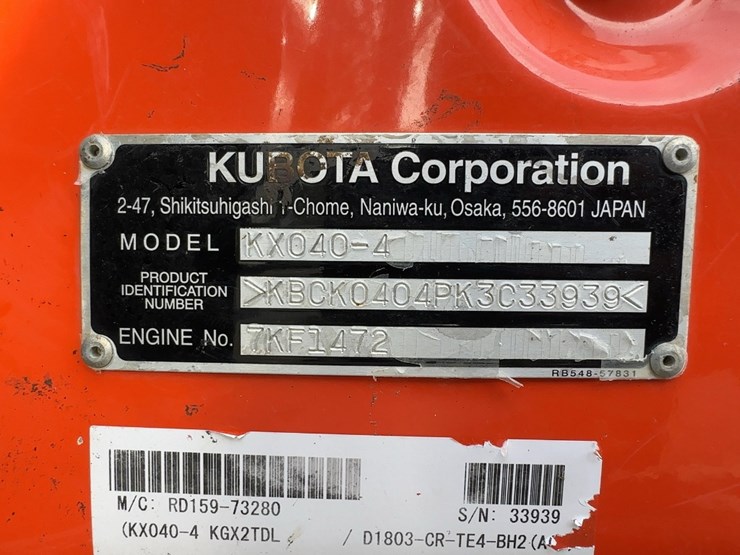 KUBOTA Corporation
2-47, Shikitsuhigashi 1-Chome, Naniwa-ku, Osaka, 556-8601 JAPAN
MODEL KX040-4
PRODUCT
IDENTIFICATION
NUMBER
>KBCK0404PK3C33939<
ENGINE No. 7KF1472
RB548-57831
M/C: RD159-73280 S/N: 33939
(KX040-4 KGX2TDL / D1803-CR-TE4-BH2(A